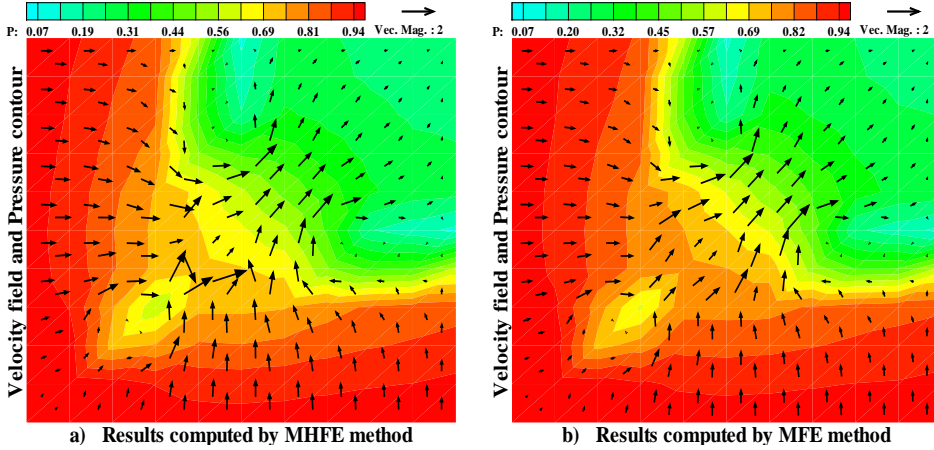 P: 0.07 0.19 0.31 0.44 0.56 0.69 0.81 0.94 Vec. Mag. : 2
Velocity field and Pressure contour
a) Results computed by MHFE method
P: 0.07 0.20 0.32 0.45 0.57 0.69 0.82 0.94 Vec. Mag. : 2
Velocity field and Pressure contour
b) Results computed by MFE method